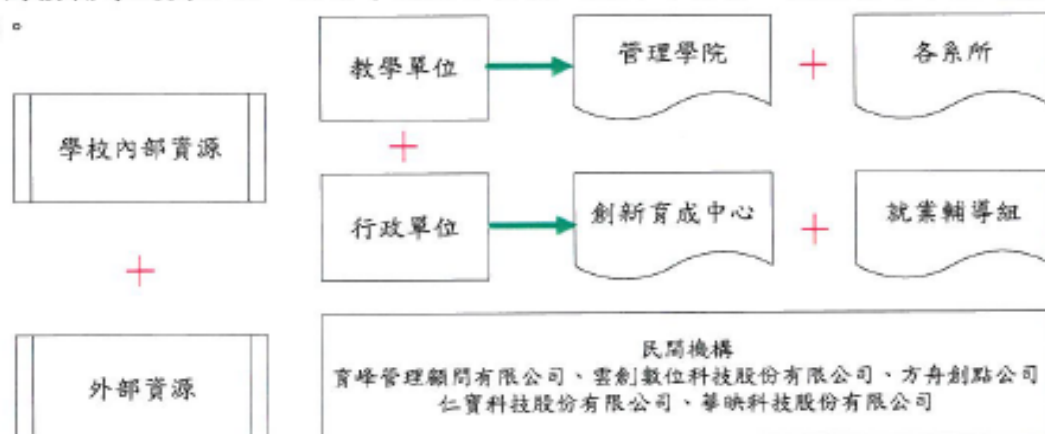 教學單位
管理學院
+
各系所
學校內部資源
+
行政單位
創新育成中心
+
就業輔導組
+
外部資源
民間機構
育峰管理顧問有限公司、雲創數位科技股份有限公司、方舟創點公司
仁寶科技股份有限公司、華映科技股份有限公司